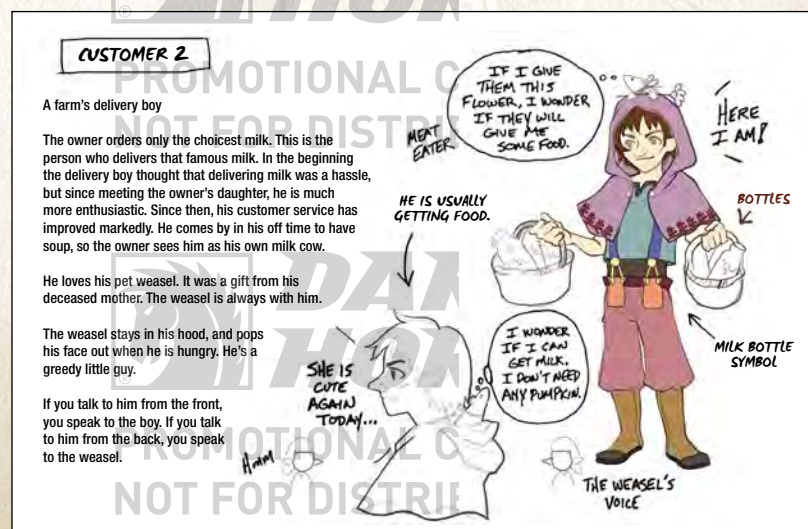 CUSTOMER 2
A farm's delivery boy
The owner orders only the choicest milk. This is the
person who delivers that famous milk. In the beginning
the delivery boy thought that delivering milk was a hassle,
but since meeting the owner's daughter, he is much
more enthusiastic. Since then, his customer service has
improved markedly. He comes by in his off time to have
soup, so the owner sees him as his own milk cow.
He loves his pet weasel. It was a gift from his
deceased mother. The weasel is always with him.
The weasel stays in his hood, and pops
his face out when he is hungry. He's a
greedy little guy.
If you talk to him from the front,
you speak to the boy. If you talk
to him from the back, you speak
to the weasel.
MEAT
EATER
IF I GIVE
THEM THIS
FLOWER, I WONDER
IF THEY WILL
GIVE ME
SOME FOOD.
HERE
I AM!
HE IS USUALLY
GETTING FOOD.
BOTTLES
MILK BOTTLE
SYMBOL
SHE IS
CUTE
AGAIN
TODAY...
I WONDER
IF I CAN
GET MILK.
I DON'T NEED
ANY PUMPKIN.
HMM
THE WEASEL'S
VOICE
®
PROMOTIONAL C
NOT FOR DISTRI
DAR
HOR
®
PROMOTIONAL C
NOT FOR DISTRI